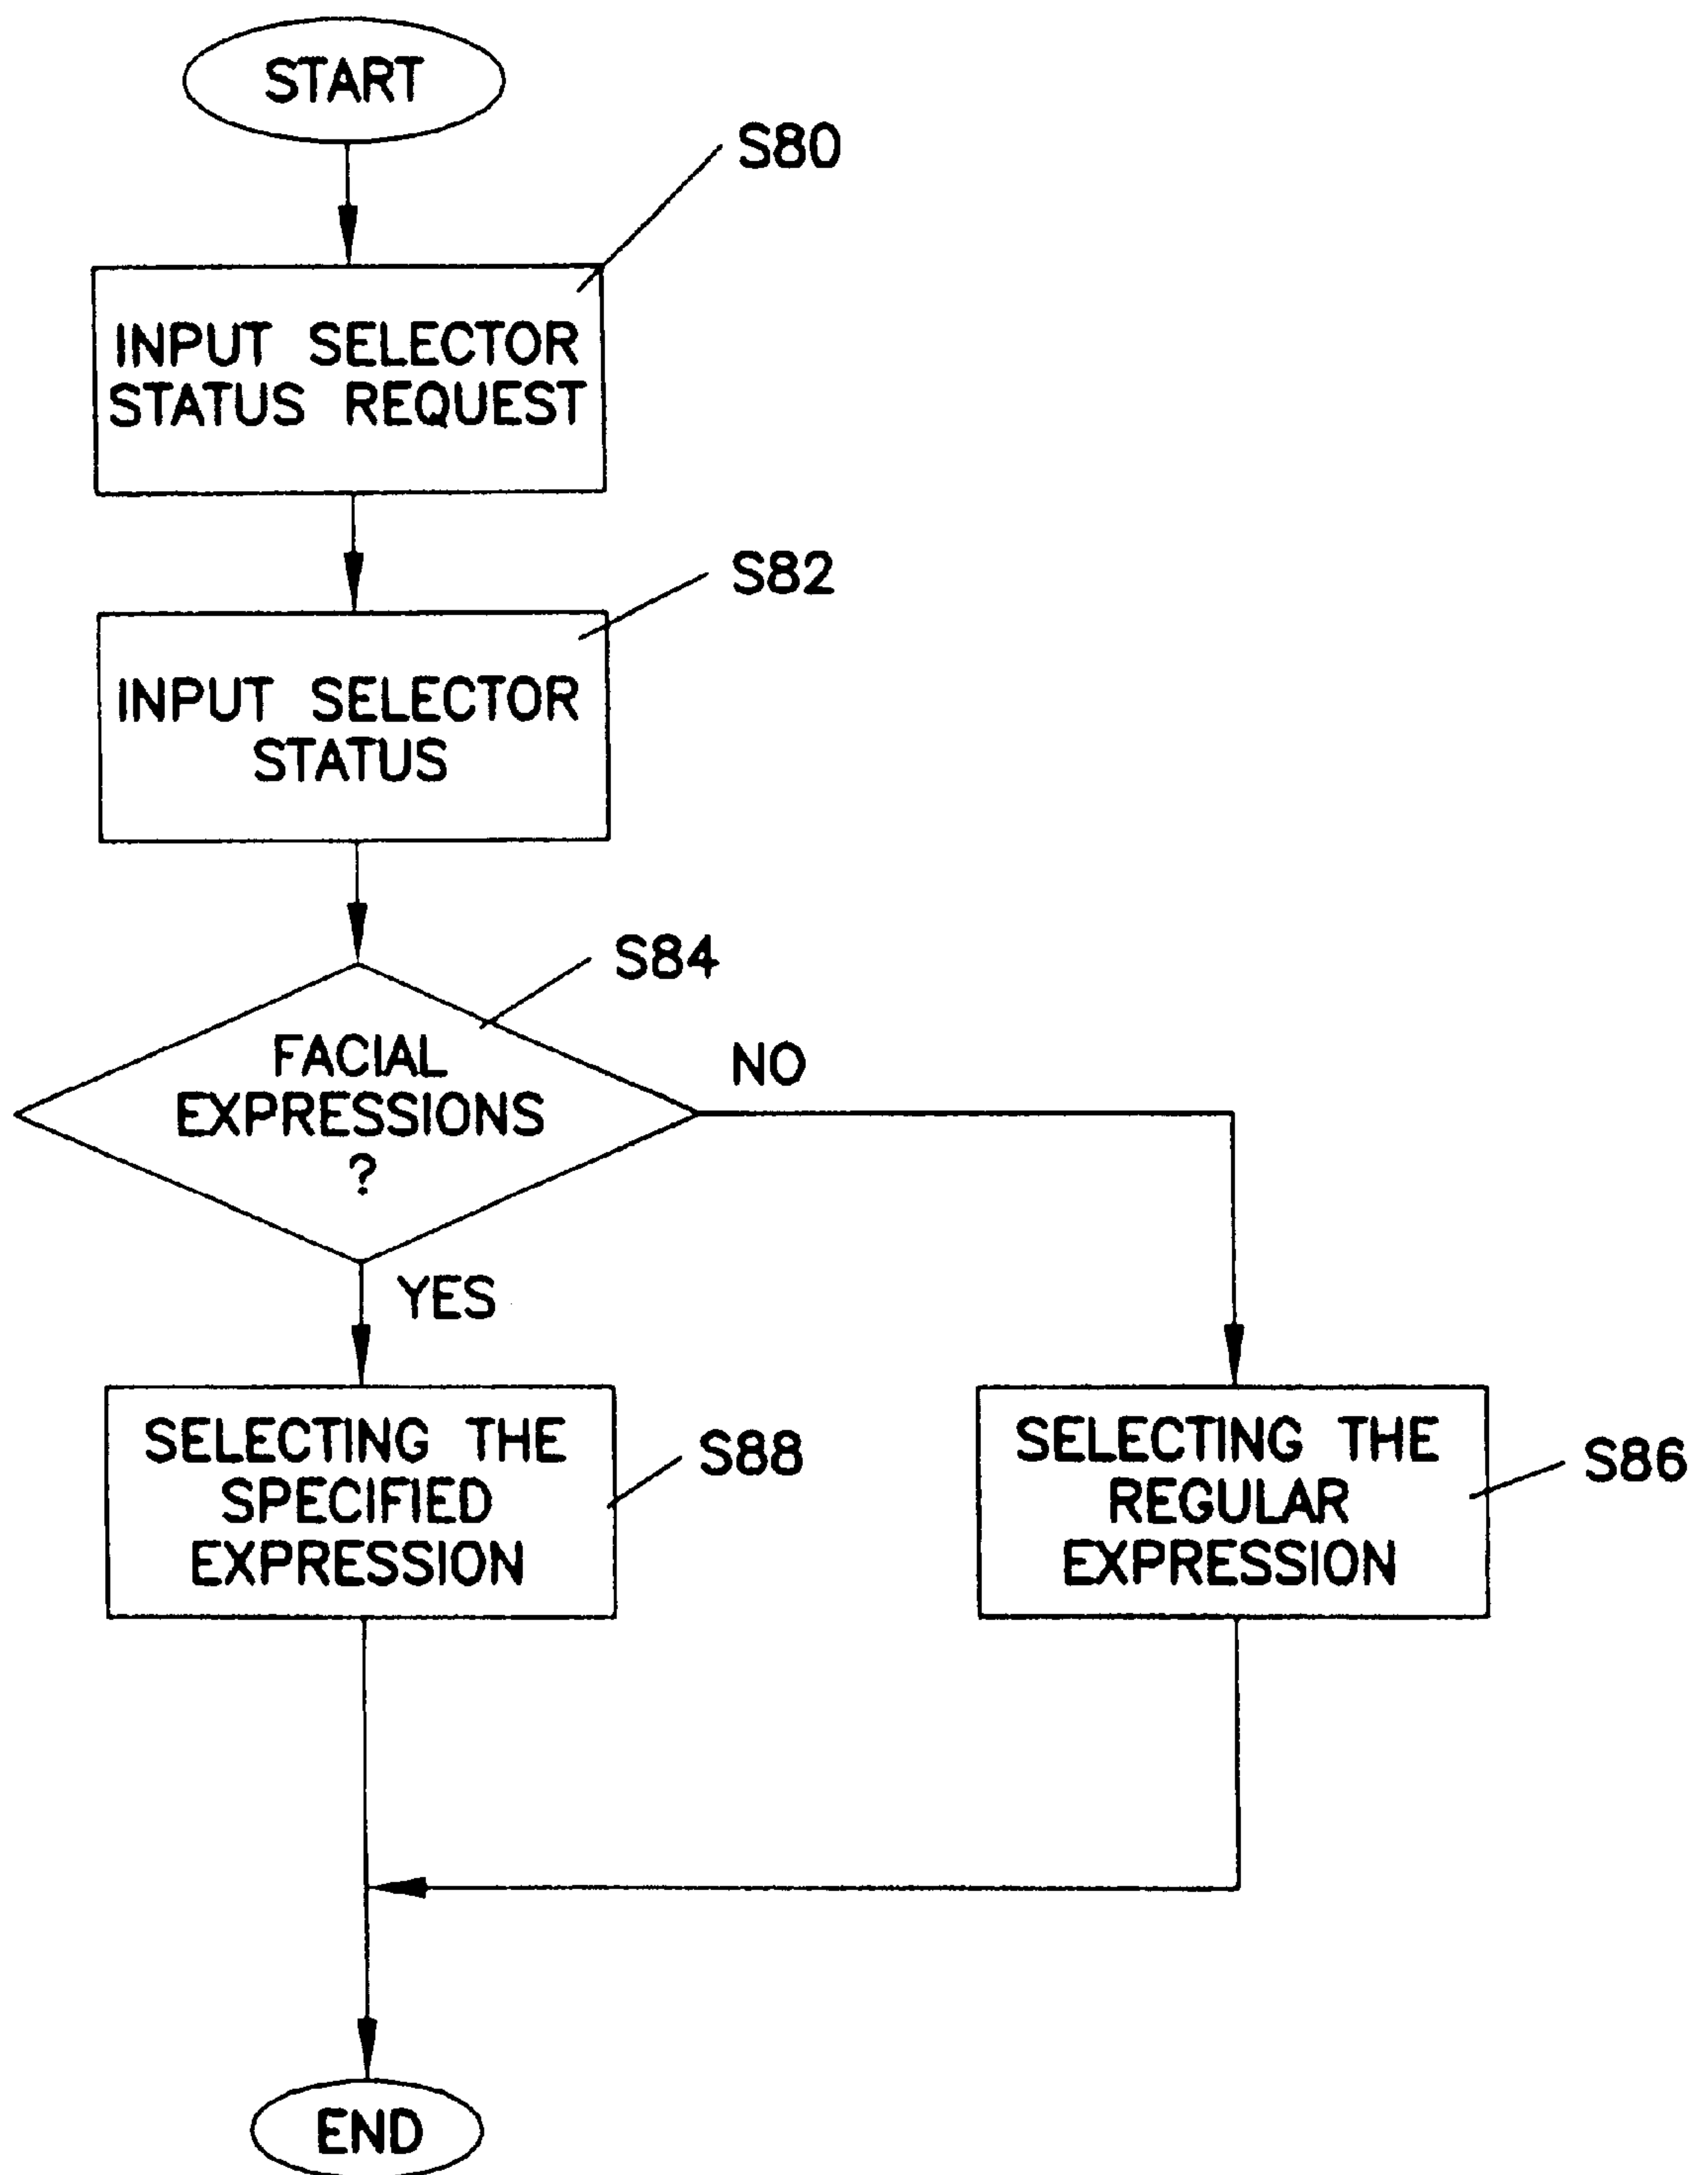 START
S80
INPUT SELECTOR
STATUS REQUEST
S82
INPUT SELECTOR
STATUS
S84
FACIAL
EXPRESSIONS
?
NO
YES
SELECTING THE
SPECIFIED
EXPRESSION
S88
SELECTING THE
REGULAR
EXPRESSION
S86
END